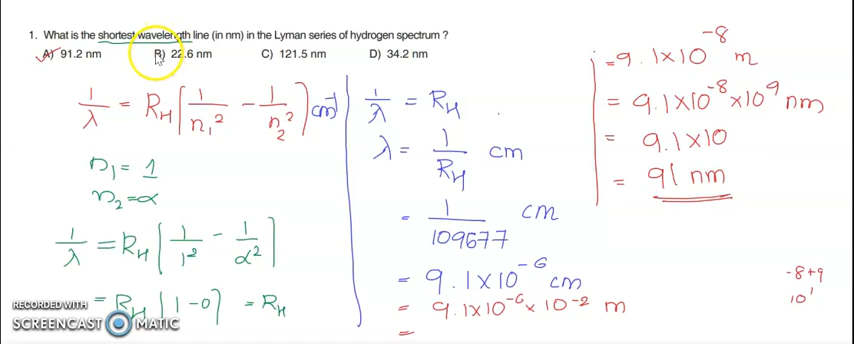 1. What is the shortest wavelength line (in nm) in the Lyman series of hydrogen spectrum ?
A) 91.2 nm B) 22.6 nm C) 121.5 nm D) 34.2 nm
1/λ = R_H [1/n₁² - 1/n₂²] cm⁻¹
n₁ = 1
n₂ = α
1/λ = R_H [1/1² - 1/α²]
= R_H [1-0] = R_H
1/λ = R_H
λ = 1/R_H cm
= 1/109677 cm
= 9.1×10⁻⁶ cm
= 9.1×10⁻⁶ × 10⁻² m
=
= 9.1×10⁻⁸ m
= 9.1×10⁻⁸×10⁹ nm
= 9.1×10
= 91 nm
-8+9
10¹
RECORDED WITH
SCREENCAST MATIC